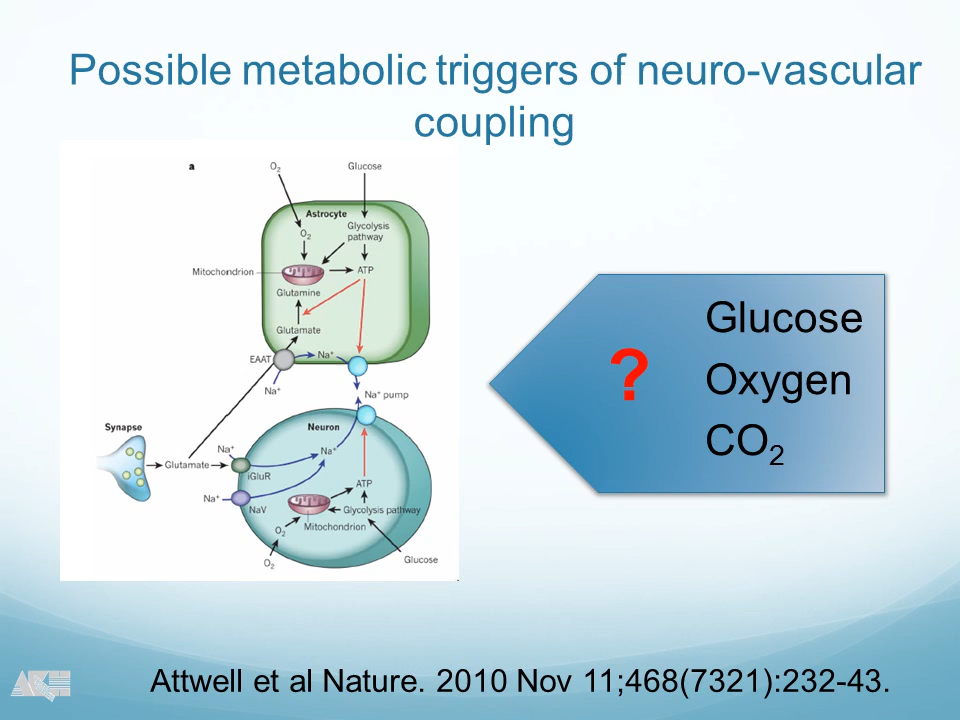 Possible metabolic triggers of neuro-vascular
coupling
a
O2
Glucose
Astrocyte
O2
Glycolysis
pathway
Mitochondrion
ATP
Glutamine
Glutamate
EAAT
Na+
Na+
Na+ pump
Synapse
Neuron
Na+
Na+
Glutamate
iGluR
ATP
Na+
NaV
Glycolysis pathway
Mitochondrion
O2
O2
Glucose
?
Glucose
Oxygen
CO2
Attwell et al Nature. 2010 Nov 11;468(7321):232-43.